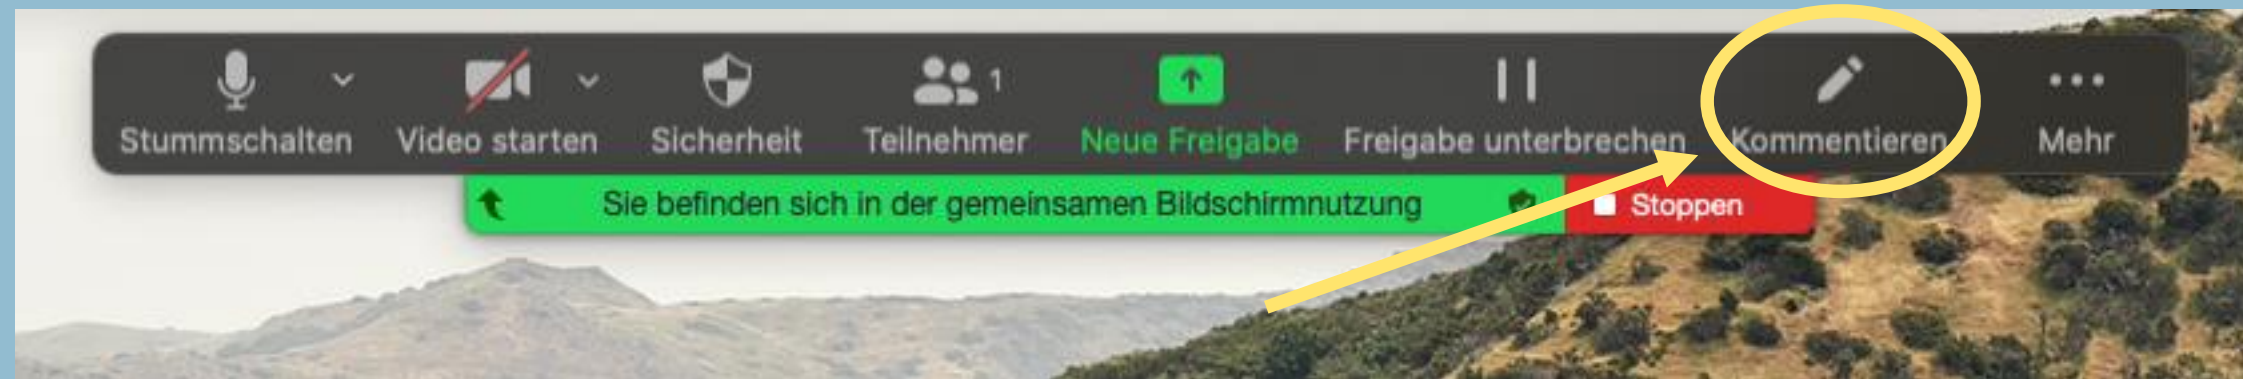 1
Stummschalten Video starten Sicherheit Teilnehmer Neue Freigabe Freigabe unterbrechen Kommentieren Mehr
Sie befinden sich in der gemeinsamen Bildschirmnutzung Stoppen